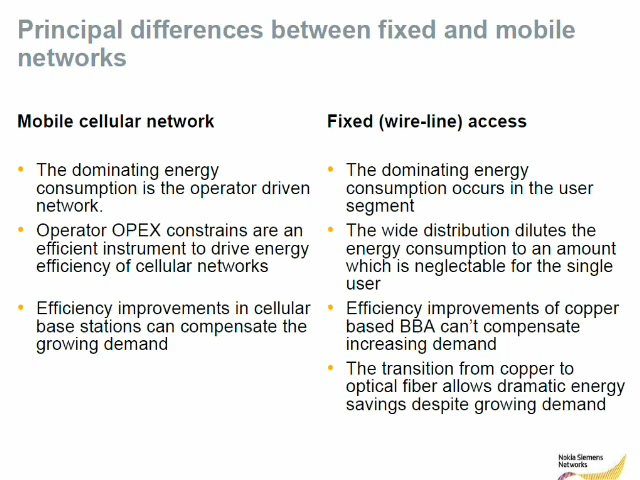 Principal differences between fixed and mobile
networks
Mobile cellular network
• The dominating energy
consumption is the operator driven
network.
• Operator OPEX constrains are an
efficient instrument to drive energy
efficiency of cellular networks
• Efficiency improvements in cellular
base stations can compensate the
growing demand
Fixed (wire-line) access
• The dominating energy
consumption occurs in the user
segment
• The wide distribution dilutes the
energy consumption to an amount
which is neglectable for the single
user
• Efficiency improvements of copper
based BBA can't compensate
increasing demand
• The transition from copper to
optical fiber allows dramatic energy
savings despite growing demand
Nokia Siemens
Networks